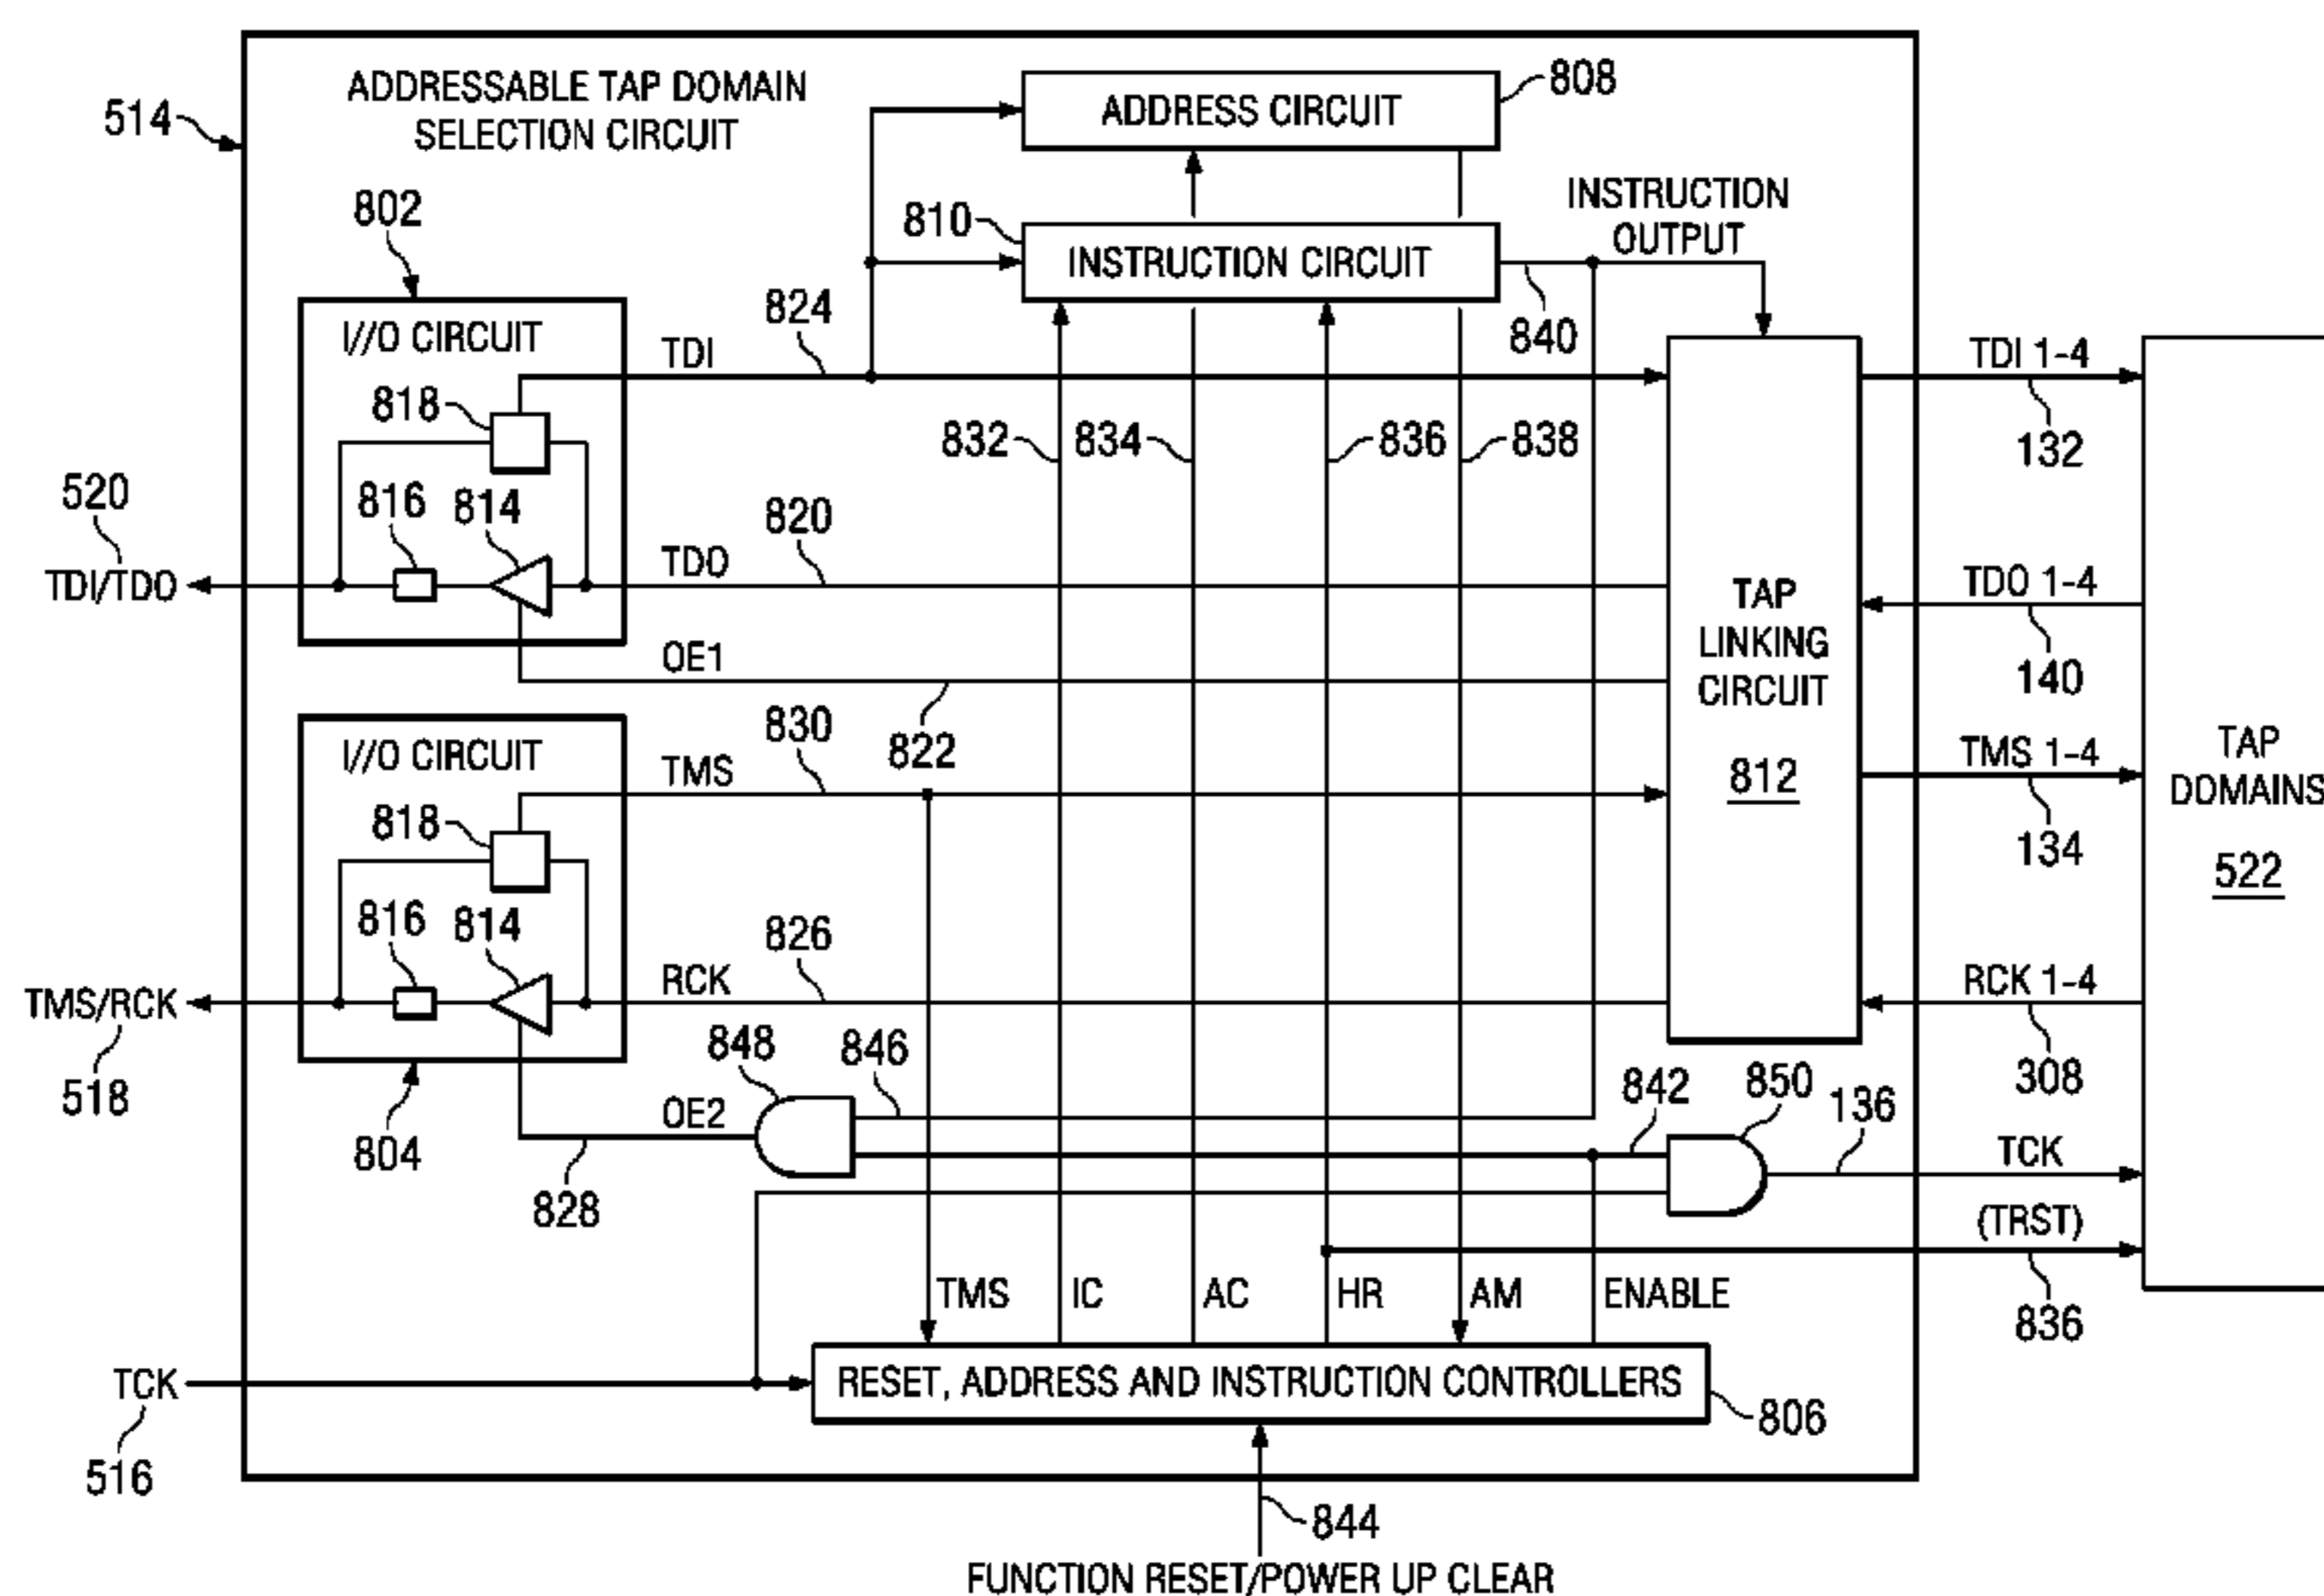 ADDRESSABLE TAP DOMAIN
SELECTION CIRCUIT
514
ADDRESS CIRCUIT
808
802
810
INSTRUCTION CIRCUIT
INSTRUCTION
OUTPUT
840
I//O CIRCUIT
818
816
814
520
TDI/TDO
TDI
824
TDO
820
OE1
822
832
834
836
838
TAP
LINKING
CIRCUIT
812
TDI 1-4
132
TDO 1-4
140
TMS 1-4
134
RCK 1-4
308
TAP
DOMAINS
522
I//O CIRCUIT
818
816
814
TMS/RCK
518
804
TMS
830
RCK
826
848
846
OE2
828
842
850
136
TCK
(TRST)
836
TMS
IC
AC
HR
AM
ENABLE
TCK
516
RESET, ADDRESS AND INSTRUCTION CONTROLLERS
806
844
FUNCTION RESET/POWER UP CLEAR